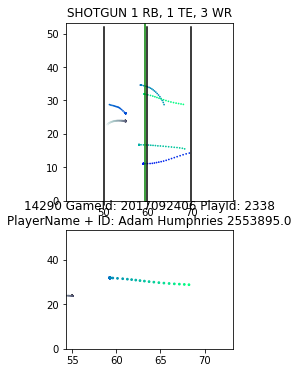 SHOTGUN 1 RB, 1 TE, 3 WR
50
40
30
20
10
0
50 60 70
14290 GameId: 2017092406 PlayId: 2338
PlayerName + ID: Adam Humphries 2553895.0
40
20
0
55 60 65 70